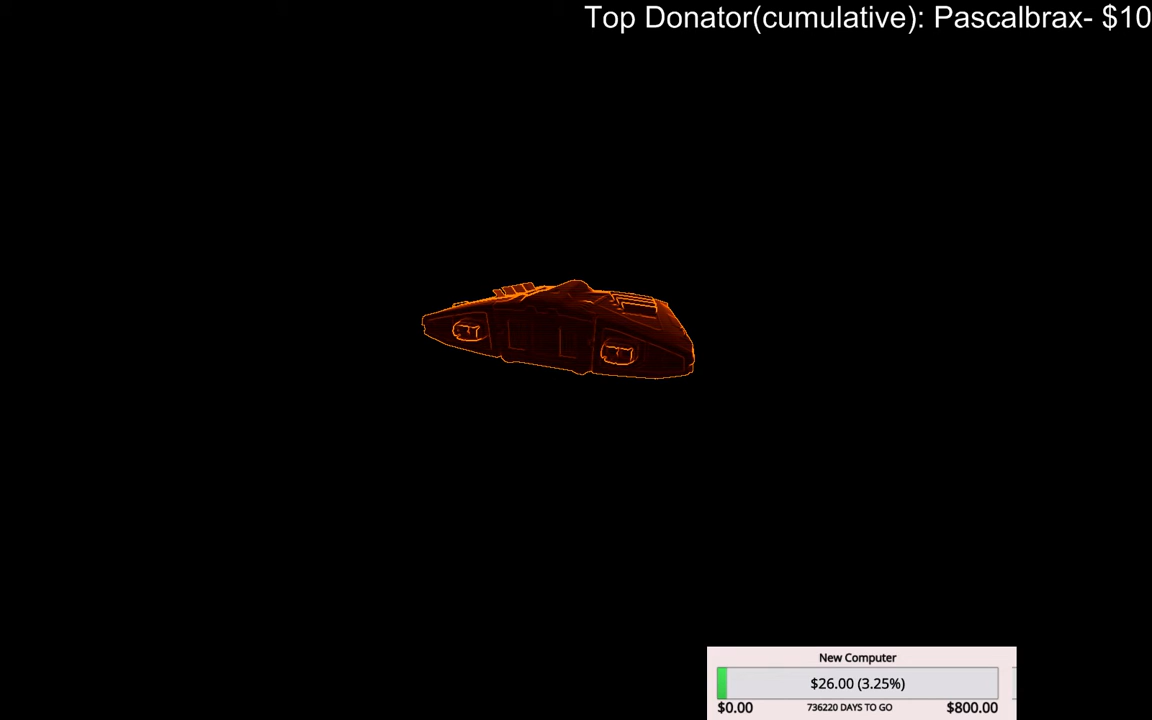 Top Donator(cumulative): Pascalbrax- $10
New Computer
$26.00 (3.25%)
$0.00 736220 DAYS TO GO $800.00